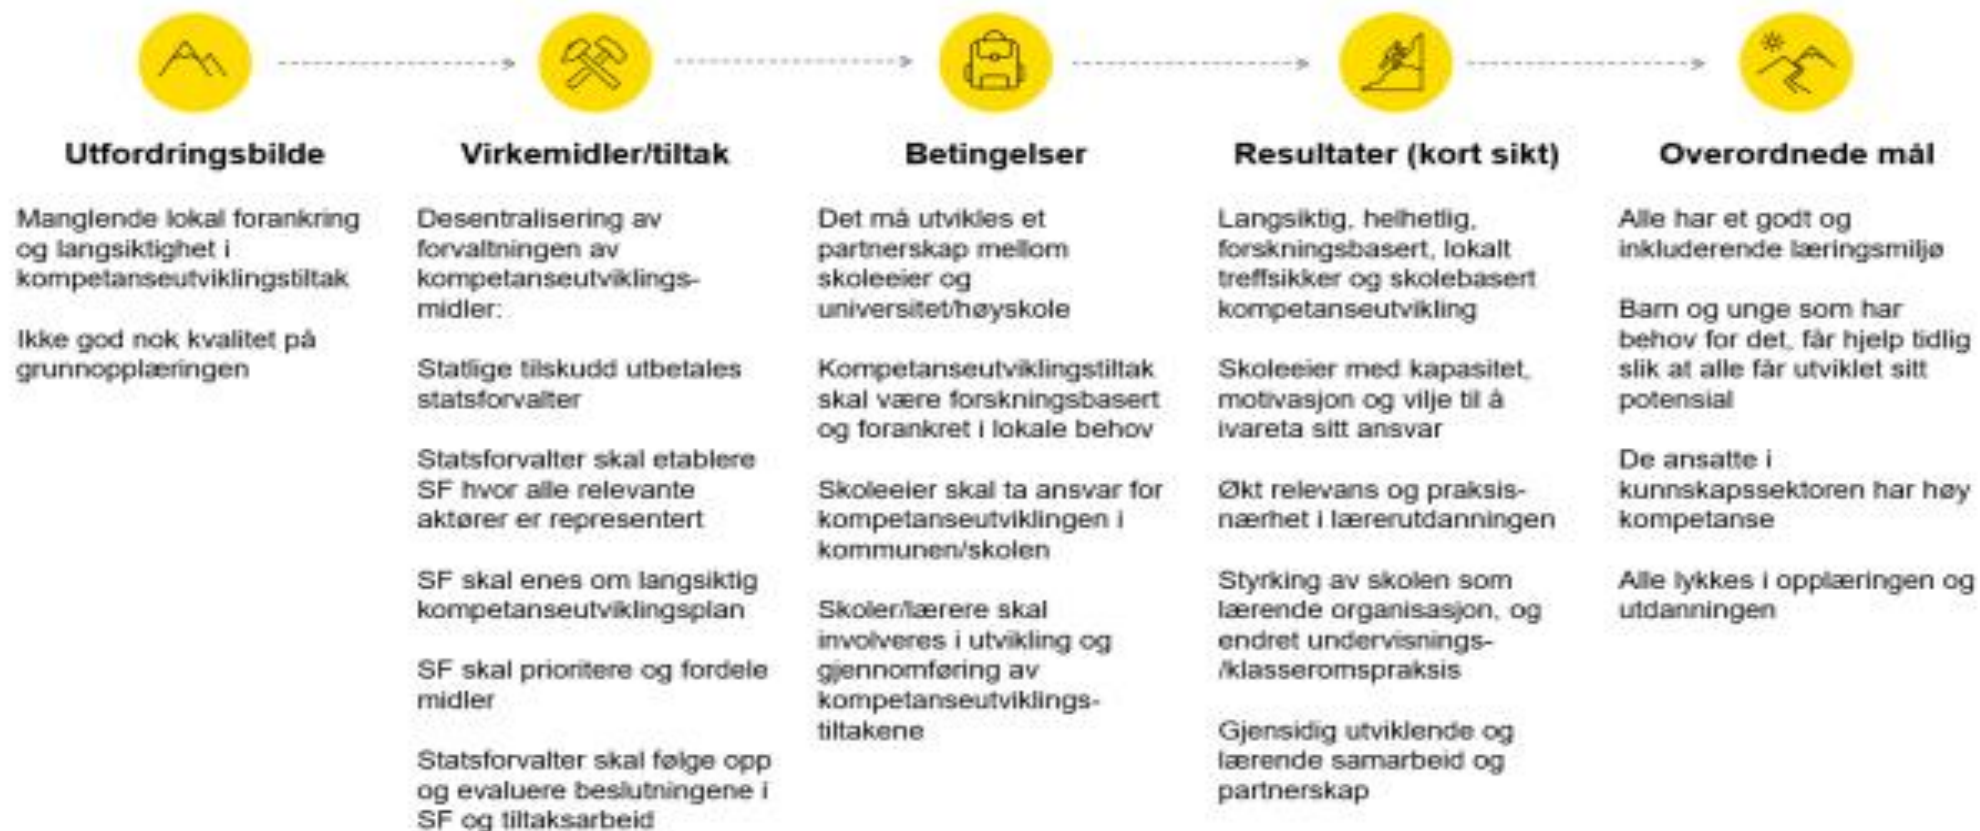 Utfordringsbilde
Manglende lokal forankring
og langsiktighet i
kompetanseutviklingstiltak
Ikke god nok kvalitet på
grunnopplæringen
Virkemidler/tiltak
Desentralisering av
forvaltningen av
kompetanseutviklings-
midler:
Statlige tilskudd utbetales
statsforvalter
Statsforvalter skal etablere
SF hvor alle relevante
aktører er representert
SF skal enes om langsiktig
kompetanseutviklingsplan
SF skal prioritere og fordele
midler
Statsforvalter skal følge opp
og evaluere beslutningene i
SF og tiltaksarbeid
Betingelser
Det må utvikles et
partnerskap mellom
skoleeier og
universitet/høyskole
Kompetanseutviklingstiltak
skal være forskningsbasert
og forankret i lokale behov
Skoleeier skal ta ansvar for
kompetanseutviklingen i
kommunen/skolen
Skoler/lærere skal
involveres i utvikling og
gjennomføring av
kompetanseutviklings-
tiltakene
Resultater (kort sikt)
Langsiktig, helhetlig,
forskningsbasert, lokalt
treffsikker og skolebasert
kompetanseutvikling
Skoleeier med kapasitet,
motivasjon og vilje til å
ivareta sitt ansvar
Økt relevans og praksis-
nærhet i lærerutdanningen
Styrking av skolen som
lærende organisasjon, og
endret undervisnings-
/klasseromspraksis
Gjensidig utviklende og
lærende samarbeid og
partnerskap
Overordnede mål
Alle har et godt og
inkluderende læringsmiljø
Barn og unge som har
behov for det, får hjelp tidlig
slik at alle får utviklet sitt
potensial
De ansatte i
kunnskapssektoren har høy
kompetanse
Alle lykkes i opplæringen og
utdanningen